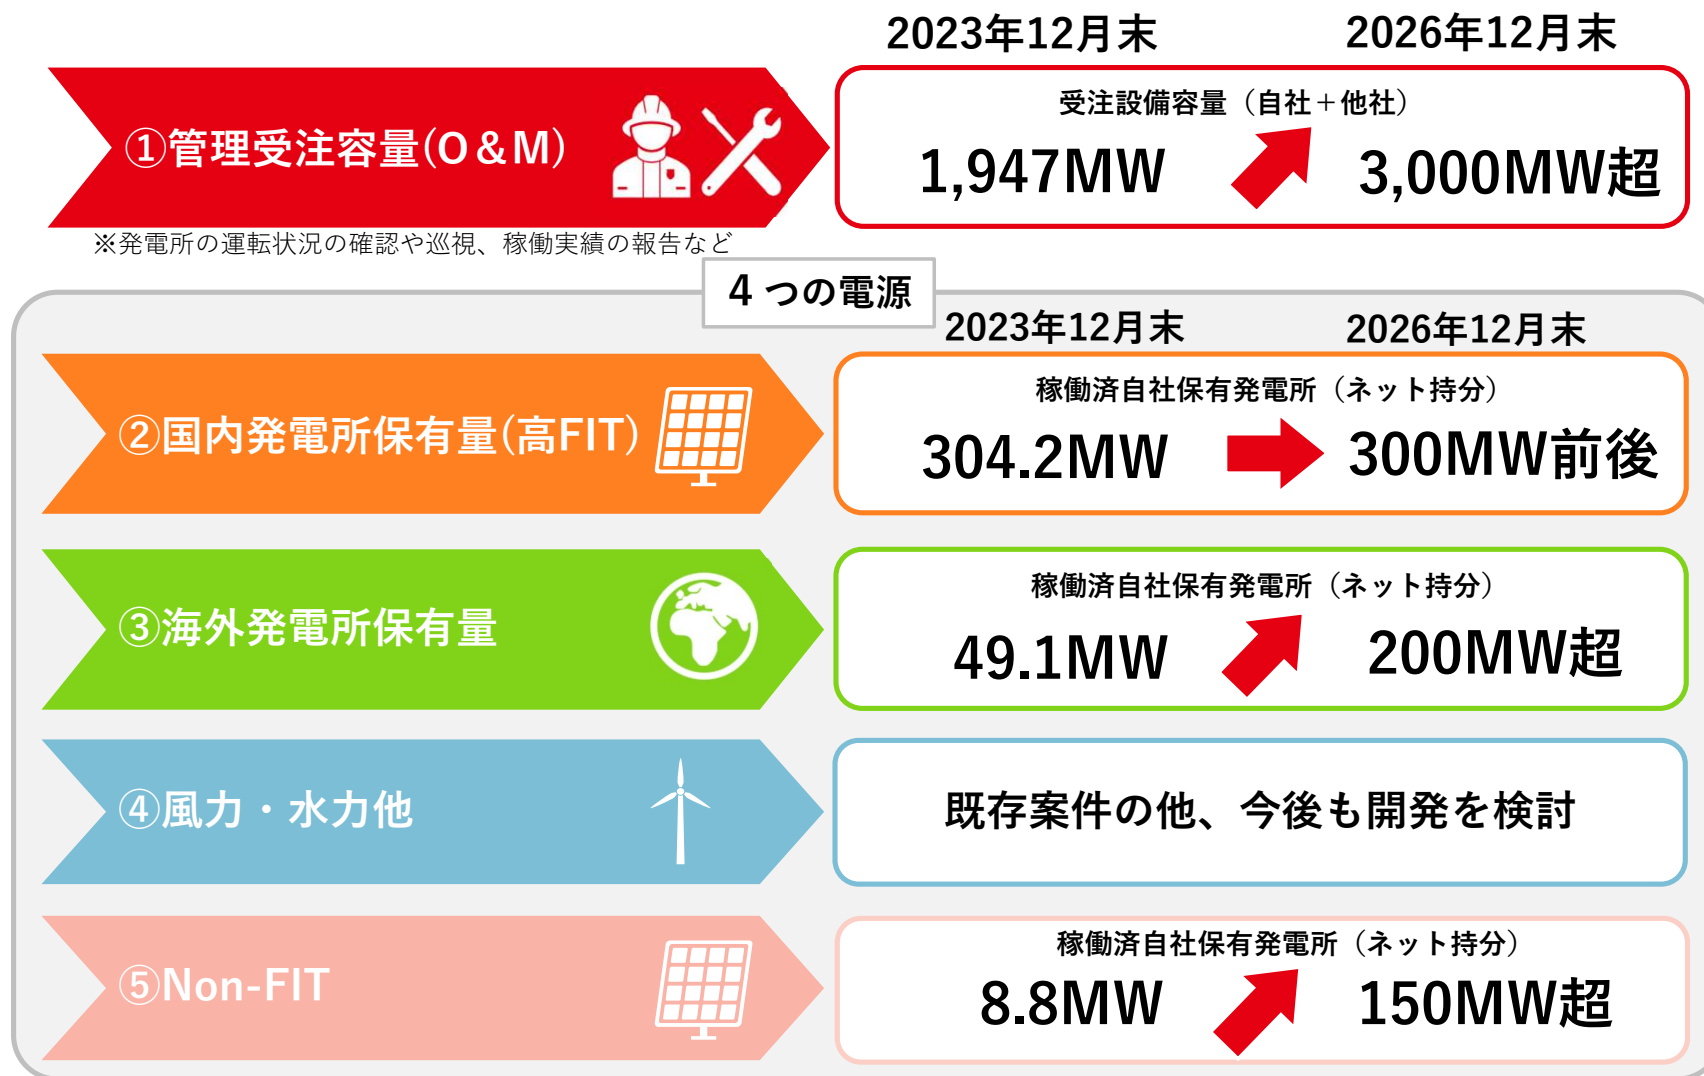 2023年12月末 2026年12月末
①管理受注容量(O&M)
受注設備容量（自社＋他社）
1,947MW 3,000MW超
※発電所の運転状況の確認や巡視、稼働実績の報告など
4つの電源
2023年12月末 2026年12月末
②国内発電所保有量(高FIT)
稼働済自社保有発電所（ネット持分）
304.2MW 300MW前後
③海外発電所保有量
稼働済自社保有発電所（ネット持分）
49.1MW 200MW超
④風力・水力他
既存案件の他、今後も開発を検討
⑤Non-FIT
稼働済自社保有発電所（ネット持分）
8.8MW 150MW超